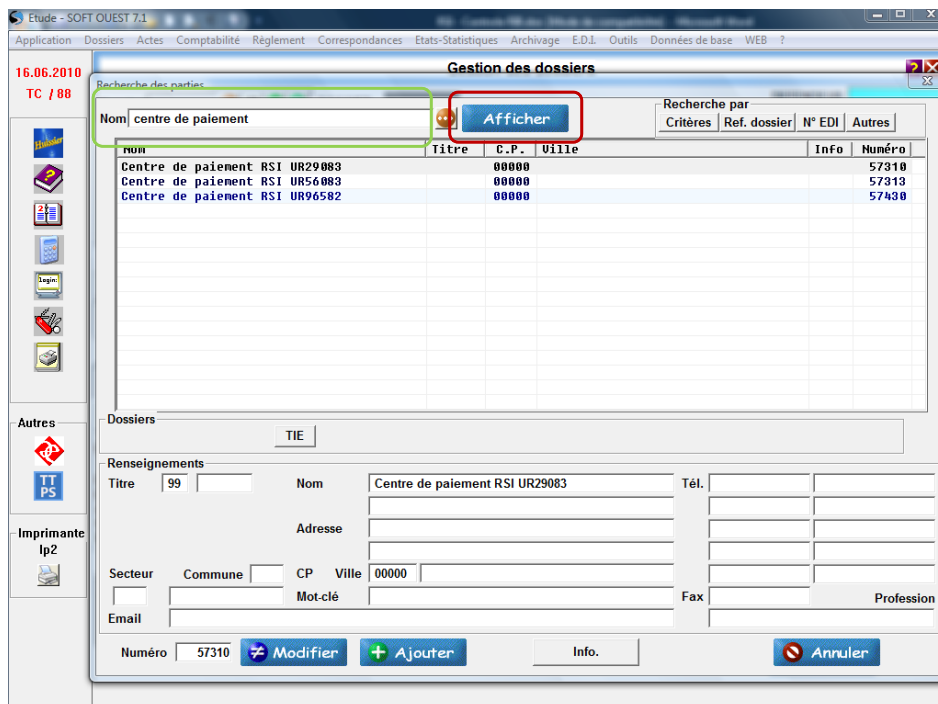 Etude - SOFT OUEST 7.1
Application Dossiers Actes Comptabilité Règlement Correspondances Etats-Statistiques Archivage E.D.I. Outils Données de base WEB ?
16.06.2010
TC / 88
Gestion des dossiers
Recherche des parties
Nom centre de paiement
Afficher
Recherche par
Critères Ref. dossier N° EDI Autres
Nom Titre C.P. Ville Info Numéro
Centre de paiement RSI UR29083 00000 57310
Centre de paiement RSI UR56083 00000 57313
Centre de paiement RSI UR96582 00000 57430
Huissier
login:
Autres
TT
PS
Imprimante
lp2
Dossiers
TIE
Renseignements
Titre 99 Nom Centre de paiement RSI UR29083 Tél.
Adresse
Secteur Commune CP Ville 00000
Mot-clé Fax Profession
Email
Numéro 57310 Modifier Ajouter Info. Annuler